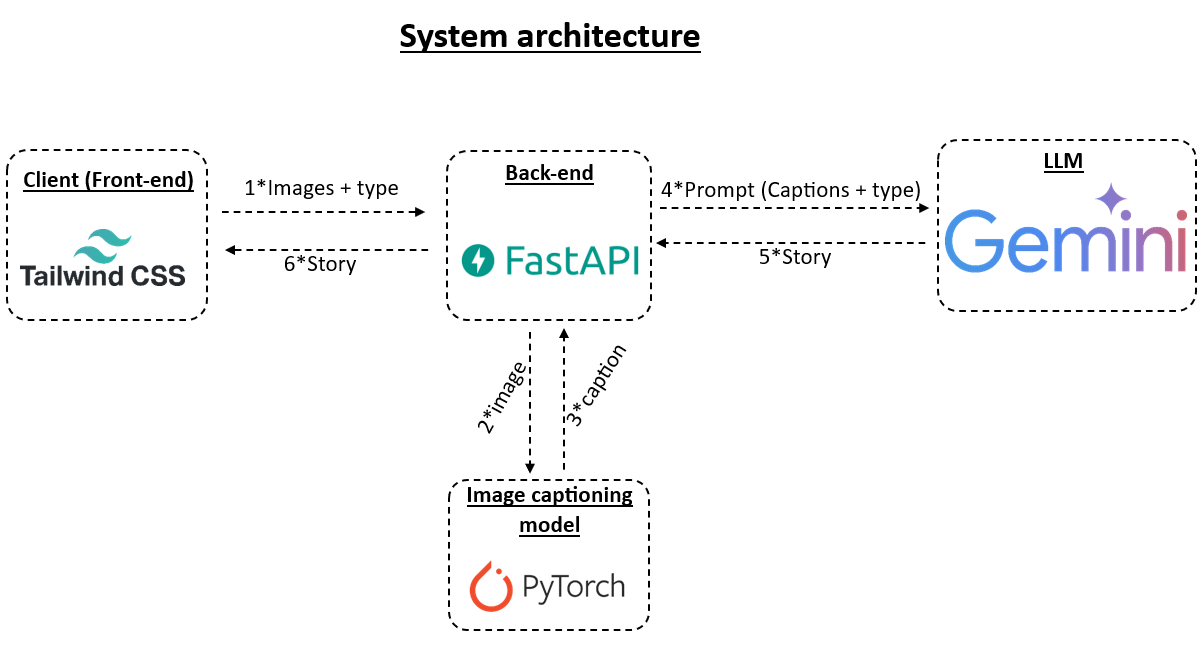 System architecture
Client (Front-end)
Tailwind CSS
1*Images + type
6*Story
Back-end
FastAPI
4*Prompt (Captions + type)
5*Story
LLM
Gemini
2*image
3*caption
Image captioning
model
PyTorch